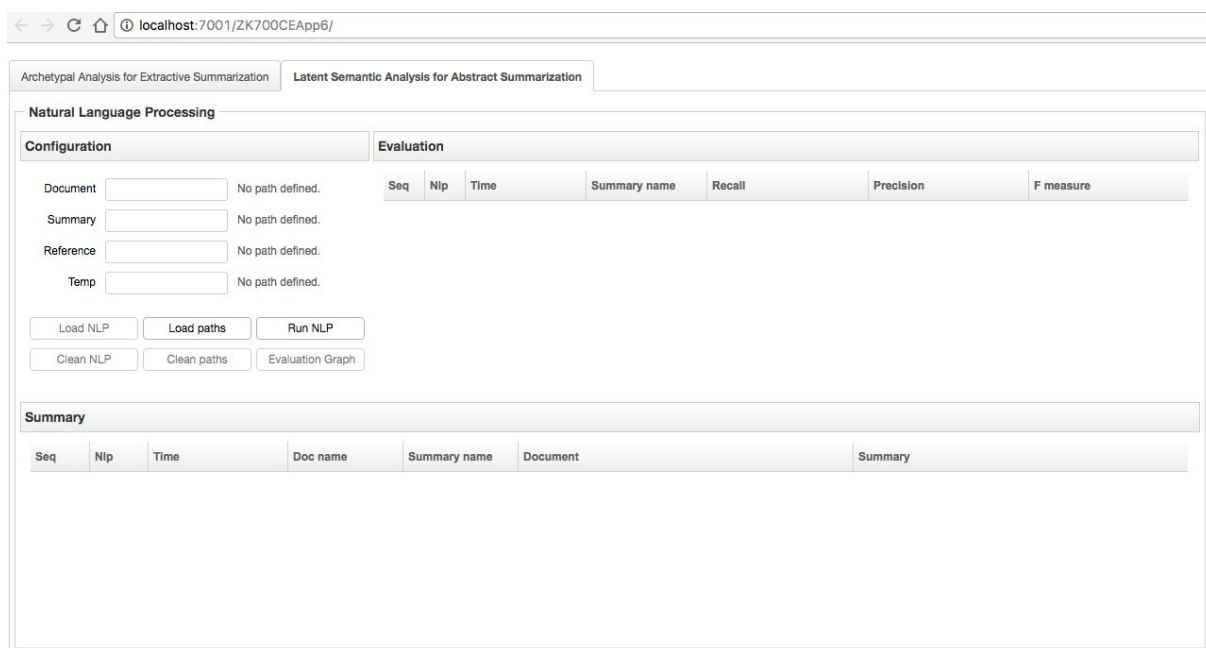 localhost:7001/ZK700CEApp6/
Archetypal Analysis for Extractive Summarization Latent Semantic Analysis for Abstract Summarization
Natural Language Processing
Configuration Evaluation
Document No path defined. Seq Nlp Time Summary name Recall Precision F measure
Summary No path defined.
Reference No path defined.
Temp No path defined.
Load NLP Load paths Run NLP
Clean NLP Clean paths Evaluation Graph
Summary
Seq Nlp Time Doc name Summary name Document Summary